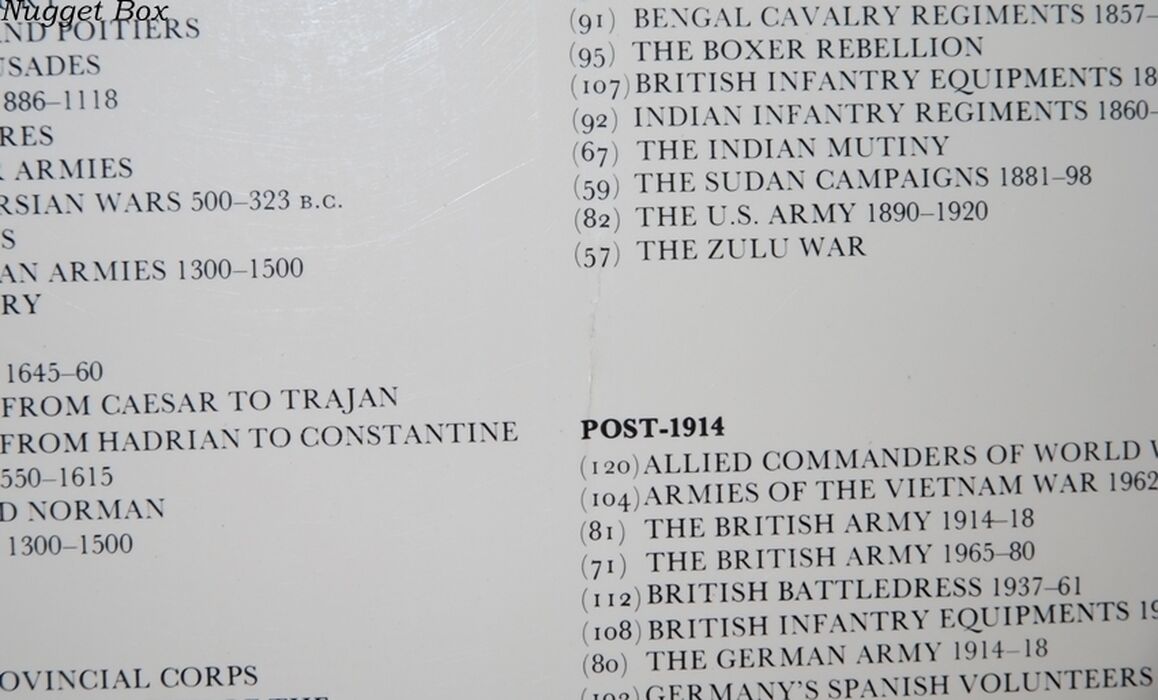 Nugget Box
AND POITIERS
USADES
886–1118
RES
R ARMIES
RSIAN WARS 500–323 B.C.
S
AN ARMIES 1300–1500
RY
1645–60
FROM CAESAR TO TRAJAN
FROM HADRIAN TO CONSTANTINE
550–1615
D NORMAN
1300–1500
OVINCIAL CORPS
(91) BENGAL CAVALRY REGIMENTS 1857–
(95) THE BOXER REBELLION
(107) BRITISH INFANTRY EQUIPMENTS 18
(92) INDIAN INFANTRY REGIMENTS 1860–
(67) THE INDIAN MUTINY
(59) THE SUDAN CAMPAIGNS 1881–98
(82) THE U.S. ARMY 1890–1920
(57) THE ZULU WAR
POST-1914
(120) ALLIED COMMANDERS OF WORLD W
(104) ARMIES OF THE VIETNAM WAR 1962
(81) THE BRITISH ARMY 1914–18
(71) THE BRITISH ARMY 1965–80
(112) BRITISH BATTLEDRESS 1937–61
(108) BRITISH INFANTRY EQUIPMENTS 19
(80) THE GERMAN ARMY 1914–18
(103) GERMANY'S SPANISH VOLUNTEERS